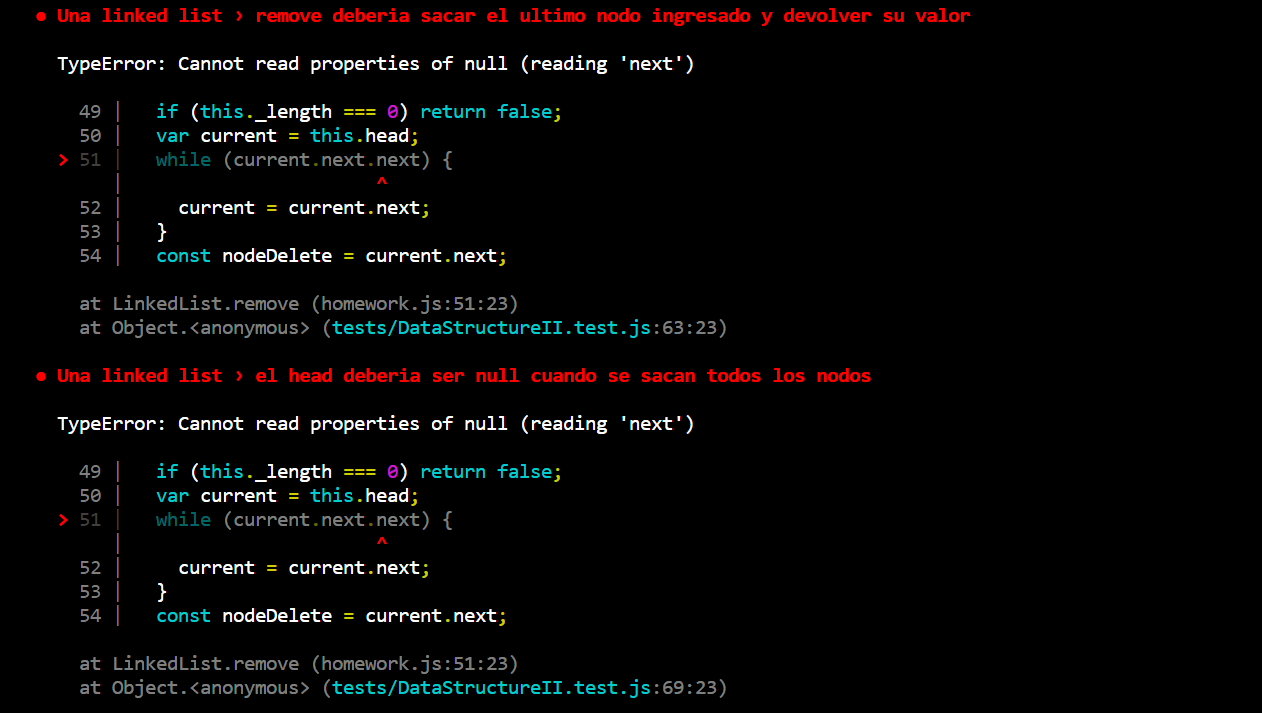 ● Una linked list › remove deberia sacar el ultimo nodo ingresado y devolver su valor
TypeError: Cannot read properties of null (reading 'next')
49 |   if (this._length === 0) return false;
50 |   var current = this.head;
> 51 |   while (current.next.next) {
|                       ^
52 |     current = current.next;
53 |   }
54 |   const nodeDelete = current.next;
at LinkedList.remove (homework.js:51:23)
at Object.<anonymous> (tests/DataStructureII.test.js:63:23)
● Una linked list › el head deberia ser null cuando se sacan todos los nodos
TypeError: Cannot read properties of null (reading 'next')
49 |   if (this._length === 0) return false;
50 |   var current = this.head;
> 51 |   while (current.next.next) {
|                       ^
52 |     current = current.next;
53 |   }
54 |   const nodeDelete = current.next;
at LinkedList.remove (homework.js:51:23)
at Object.<anonymous> (tests/DataStructureII.test.js:69:23)